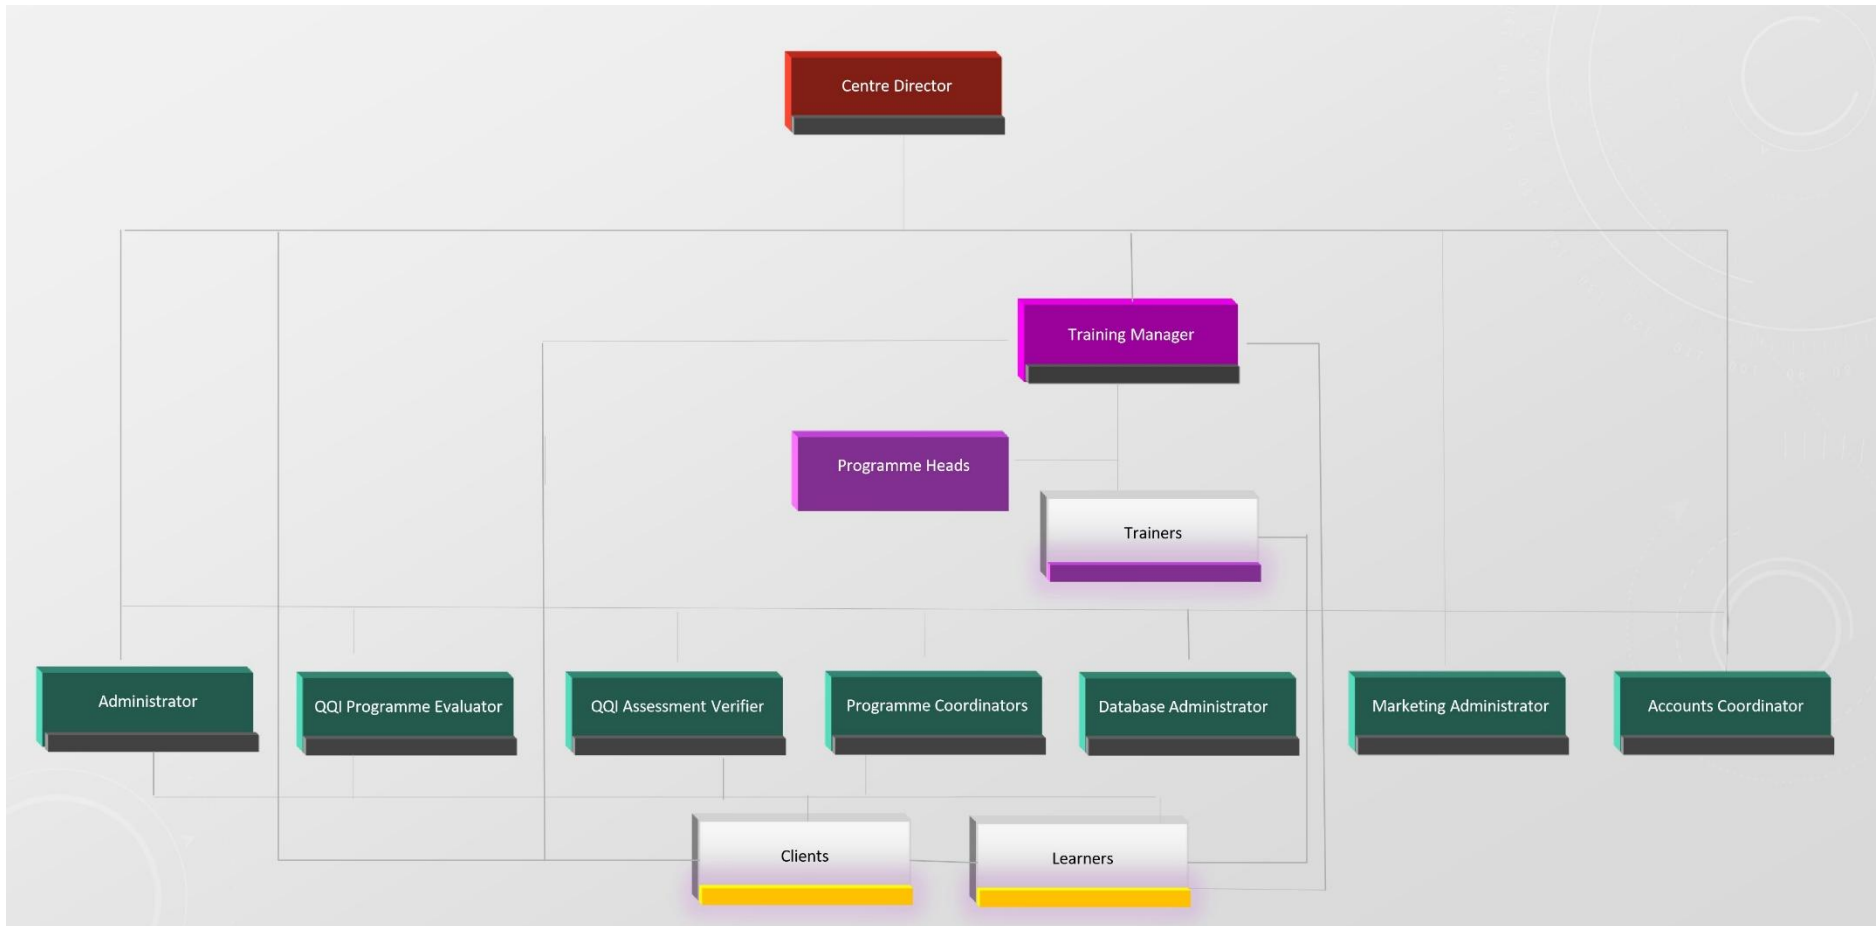 Centre Director
Training Manager
Programme Heads
Trainers
Administrator
QQI Programme Evaluator
QQI Assessment Verifier
Programme Coordinators
Database Administrator
Marketing Administrator
Accounts Coordinator
Clients
Learners